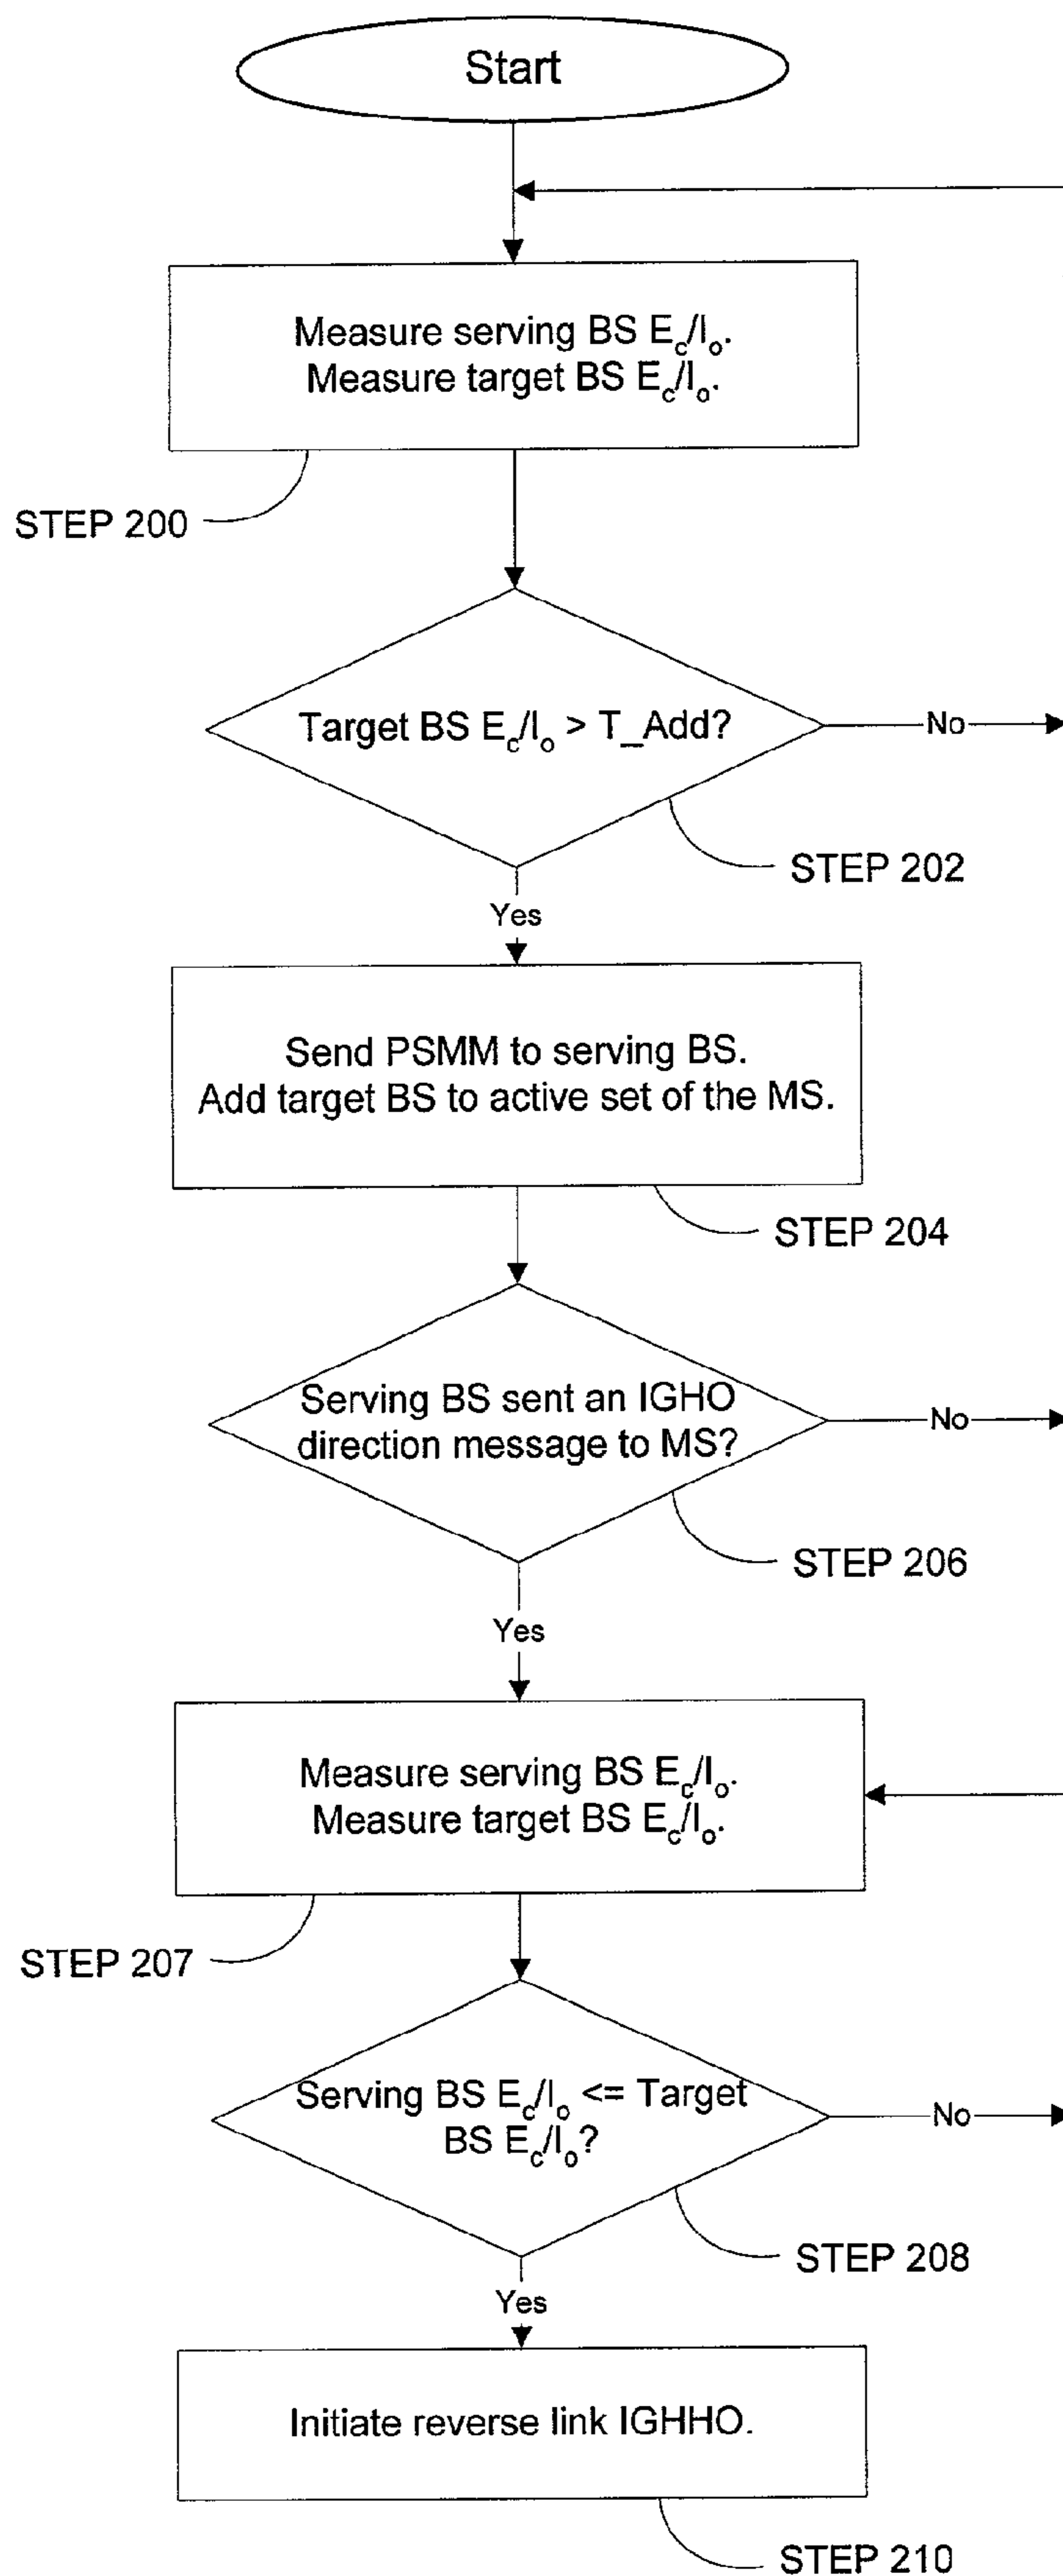 Start
Measure serving BS Ec/Io.
Measure target BS Ec/Io.
STEP 200
Target BS Ec/Io > T_Add?
No
STEP 202
Yes
Send PSMM to serving BS.
Add target BS to active set of the MS.
STEP 204
Serving BS sent an IGHO
direction message to MS?
No
STEP 206
Yes
Measure serving BS Ec/Io.
Measure target BS Ec/Io.
STEP 207
Serving BS Ec/Io <= Target
BS Ec/Io?
No
STEP 208
Yes
Initiate reverse link IGHHO.
STEP 210